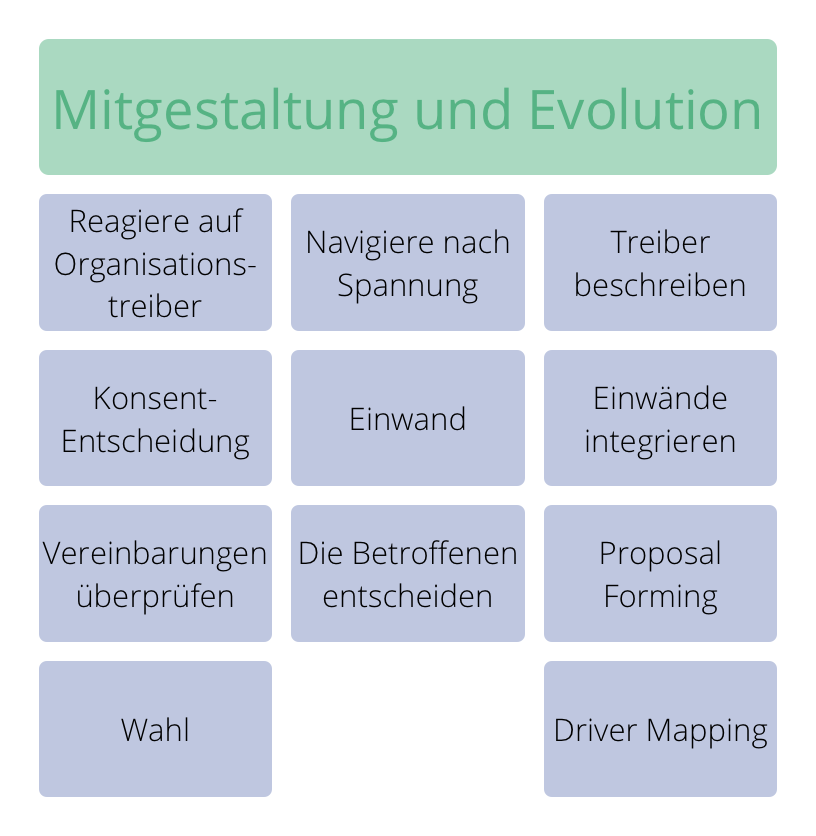 Mitgestaltung und Evolution
Reagiere auf
Organisations-
treiber
Navigiere nach
Spannung
Treiber
beschreiben
Konsent-
Entscheidung
Einwand
Einwände
integrieren
Vereinbarungen
überprüfen
Die Betroffenen
entscheiden
Proposal
Forming
Wahl
Driver Mapping